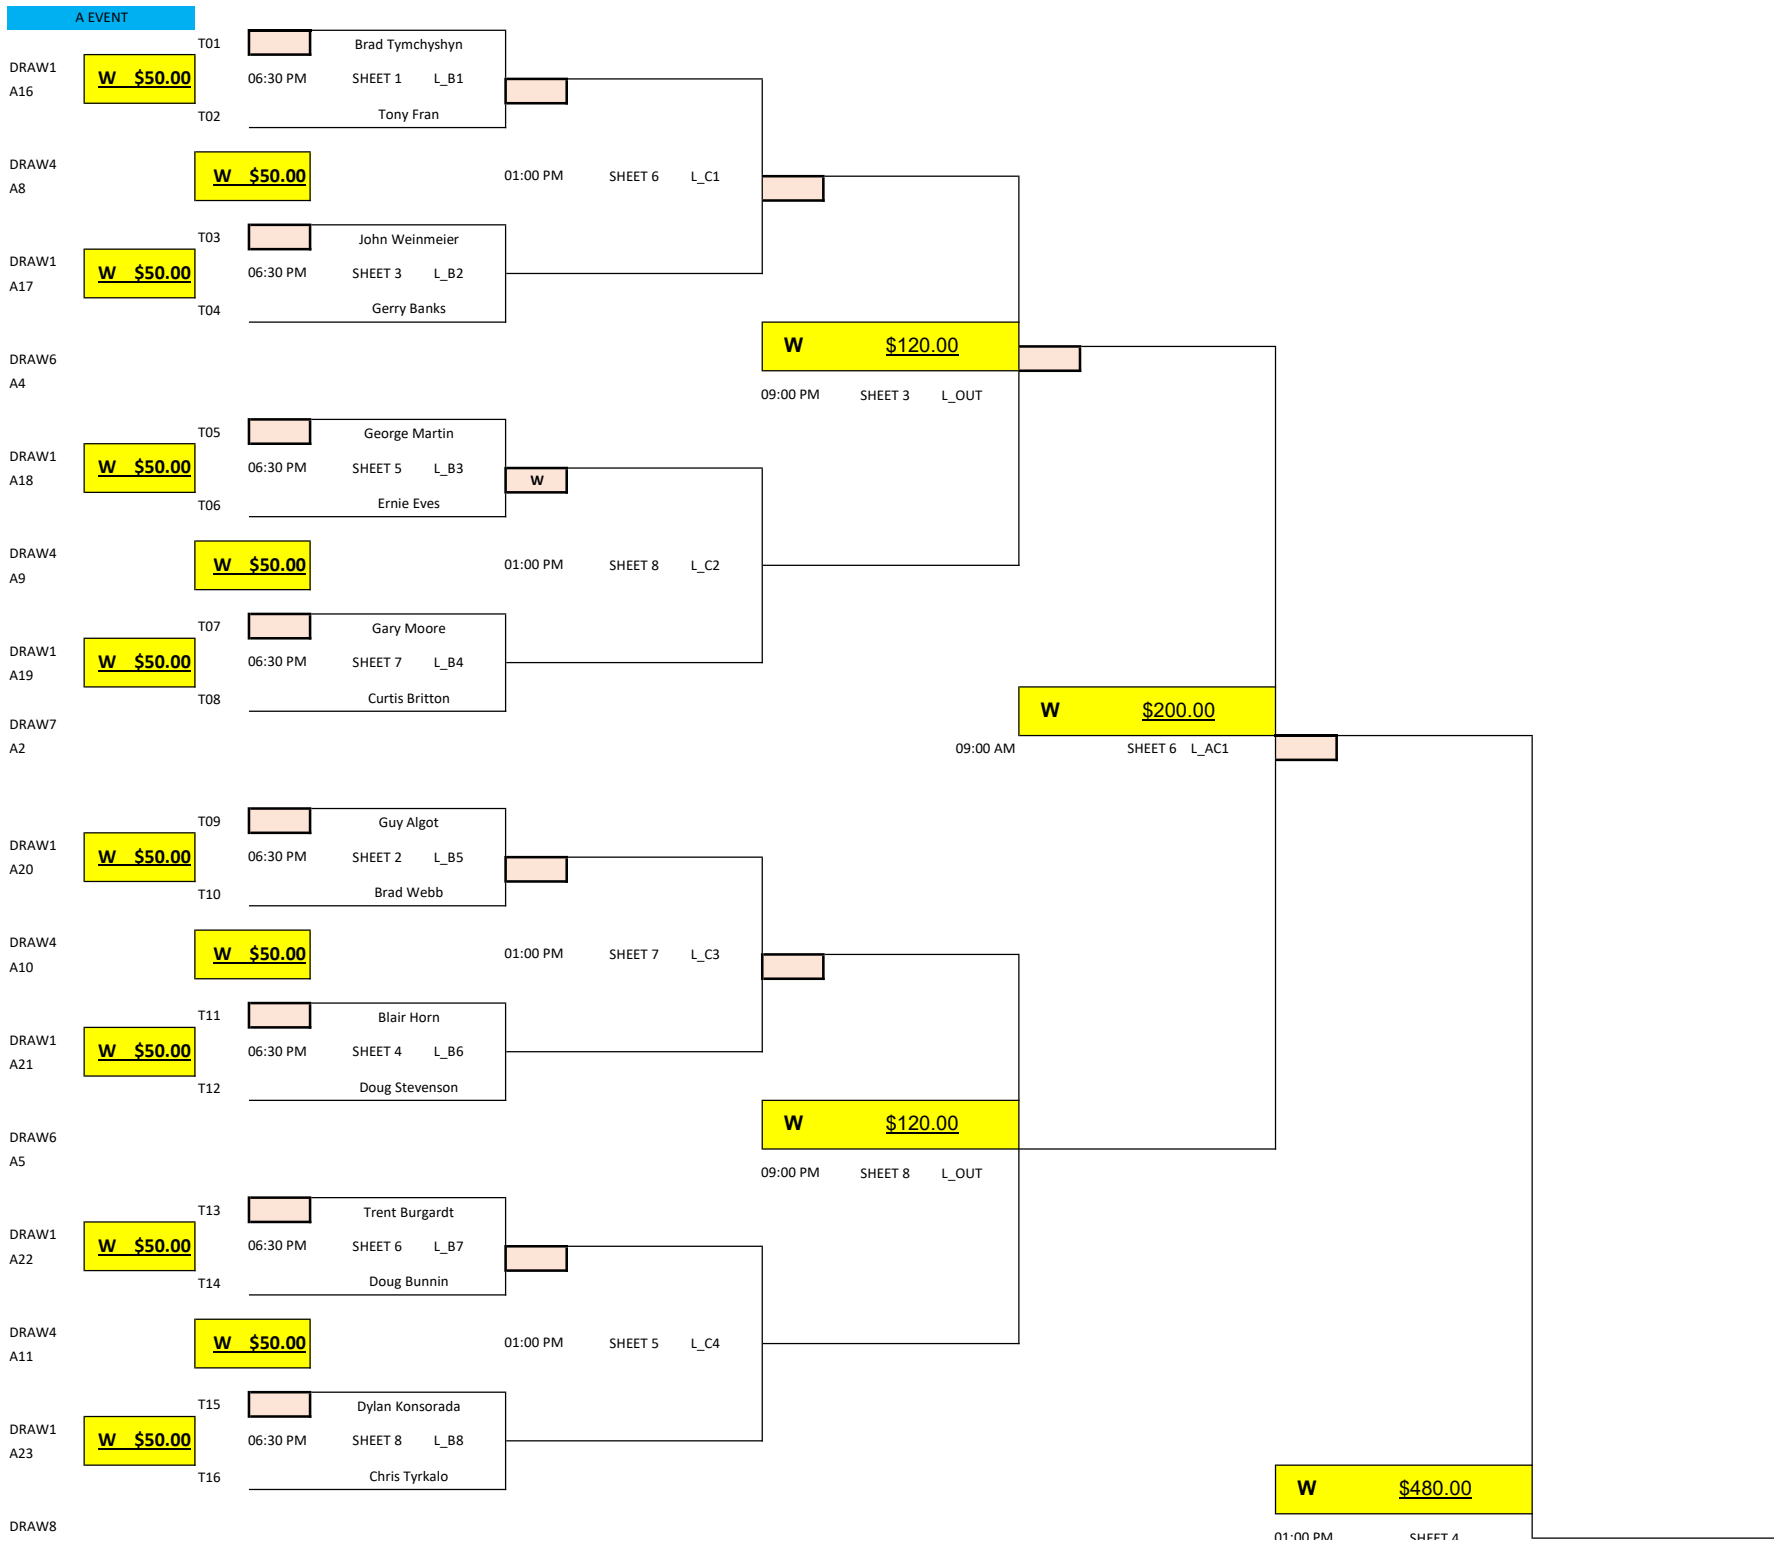 A EVENT
T01 Brad Tymchyshyn
DRAW1 W $50.00 06:30 PM SHEET 1 L_B1
A16
T02 Tony Fran
DRAW4 W $50.00 01:00 PM SHEET 6 L_C1
A8
T03 John Weinmeier
DRAW1 W $50.00 06:30 PM SHEET 3 L_B2
A17
T04 Gerry Banks
W $120.00
DRAW6
A4 09:00 PM SHEET 3 L_OUT
T05 George Martin
DRAW1 W $50.00 06:30 PM SHEET 5 L_B3
A18 W
T06 Ernie Eves
DRAW4 W $50.00 01:00 PM SHEET 8 L_C2
A9
T07 Gary Moore
DRAW1 W $50.00 06:30 PM SHEET 7 L_B4
A19
T08 Curtis Britton
DRAW7 W $200.00
A2 09:00 AM SHEET 6 L_AC1
T09 Guy Algot
DRAW1 W $50.00 06:30 PM SHEET 2 L_B5
A20
T10 Brad Webb
DRAW4 W $50.00 01:00 PM SHEET 7 L_C3
A10
T11 Blair Horn
DRAW1 W $50.00 06:30 PM SHEET 4 L_B6
A21
T12 Doug Stevenson
W $120.00
DRAW6
A5 09:00 PM SHEET 8 L_OUT
T13 Trent Burgardt
DRAW1 W $50.00 06:30 PM SHEET 6 L_B7
A22
T14 Doug Bunnin
DRAW4 W $50.00 01:00 PM SHEET 5 L_C4
A11
T15 Dylan Konsorada
DRAW1 W $50.00 06:30 PM SHEET 8 L_B8
A23
T16 Chris Tyrkalo
W $480.00
DRAW8 01:00 PM SHEET 4